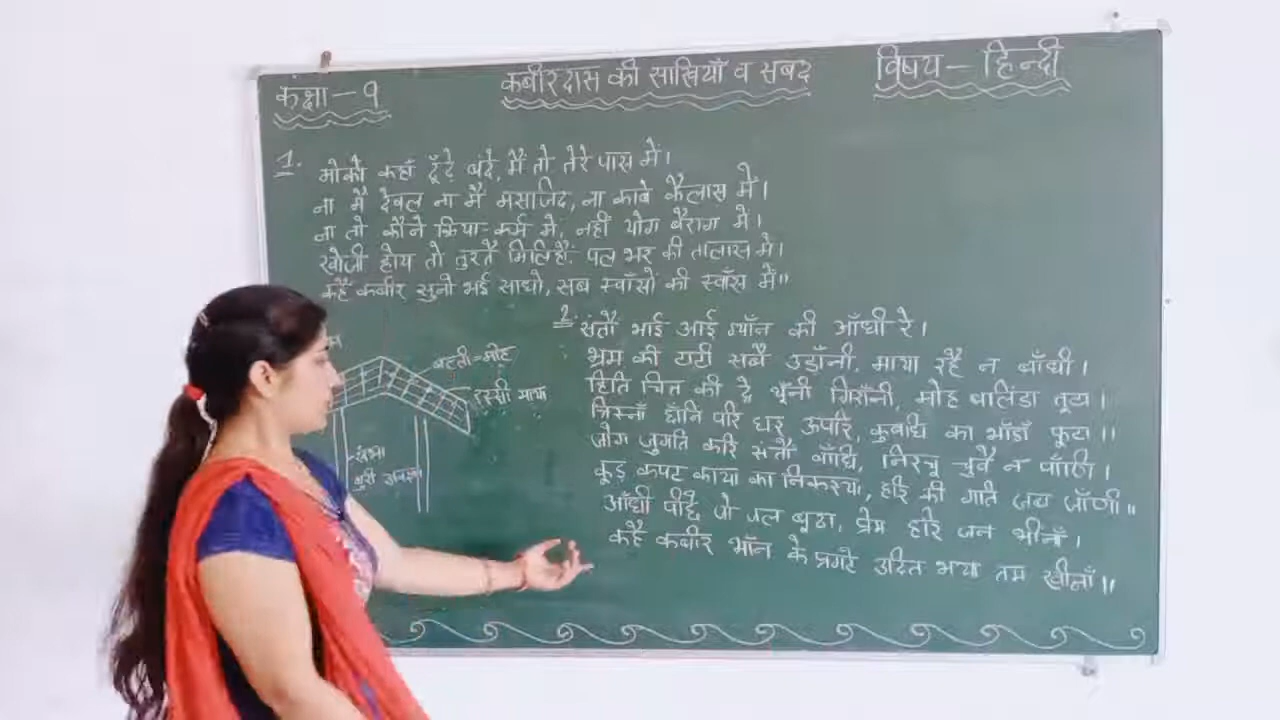 कक्षा - ९
कबीरदास की साखियाँ व सबद
विषय - हिन्दी
1. मोको कहाँ ढूँढे बंदे, मैं तो तेरे पास में।
ना मैं देवल ना मैं मसजिद, ना काबे कैलास में।
ना तो कौने क्रिया-कर्म में, नहीं योग बैराग में।
खोजी होय तो तुरतै मिलिहौं, पल भर की तालास में।
कहैं कबीर सुनो भई साधो, सब स्वाँसों की स्वाँस में॥
2. संतौं भाई आई ग्याँन की आँधी रे।
भ्रम की टाटी सबै उड़ाँनी, माया रहै न बाँधी।
हिति चित्त की द्वै थूँनी गिराँनी, मोह बलिंडा तूटा।
त्रिस्नाँ छाँनि परि घर ऊपरि, कुबधि का भाँडाँ फूटा॥
जोग जुगति करि संतौं बाँधी, निरचू चुवै न पाँणी।
कूड़ कपट काया का निकस्या, हरि की गति जब जाँणी॥
आँधी पीछै जो जल बूठा, प्रेम हरि जन भींनाँ।
कहै कबीर भाँन के प्रगटे उदित भया तम खीनाँ॥
बल्ली=मोह
रस्सी माया
खम्भा